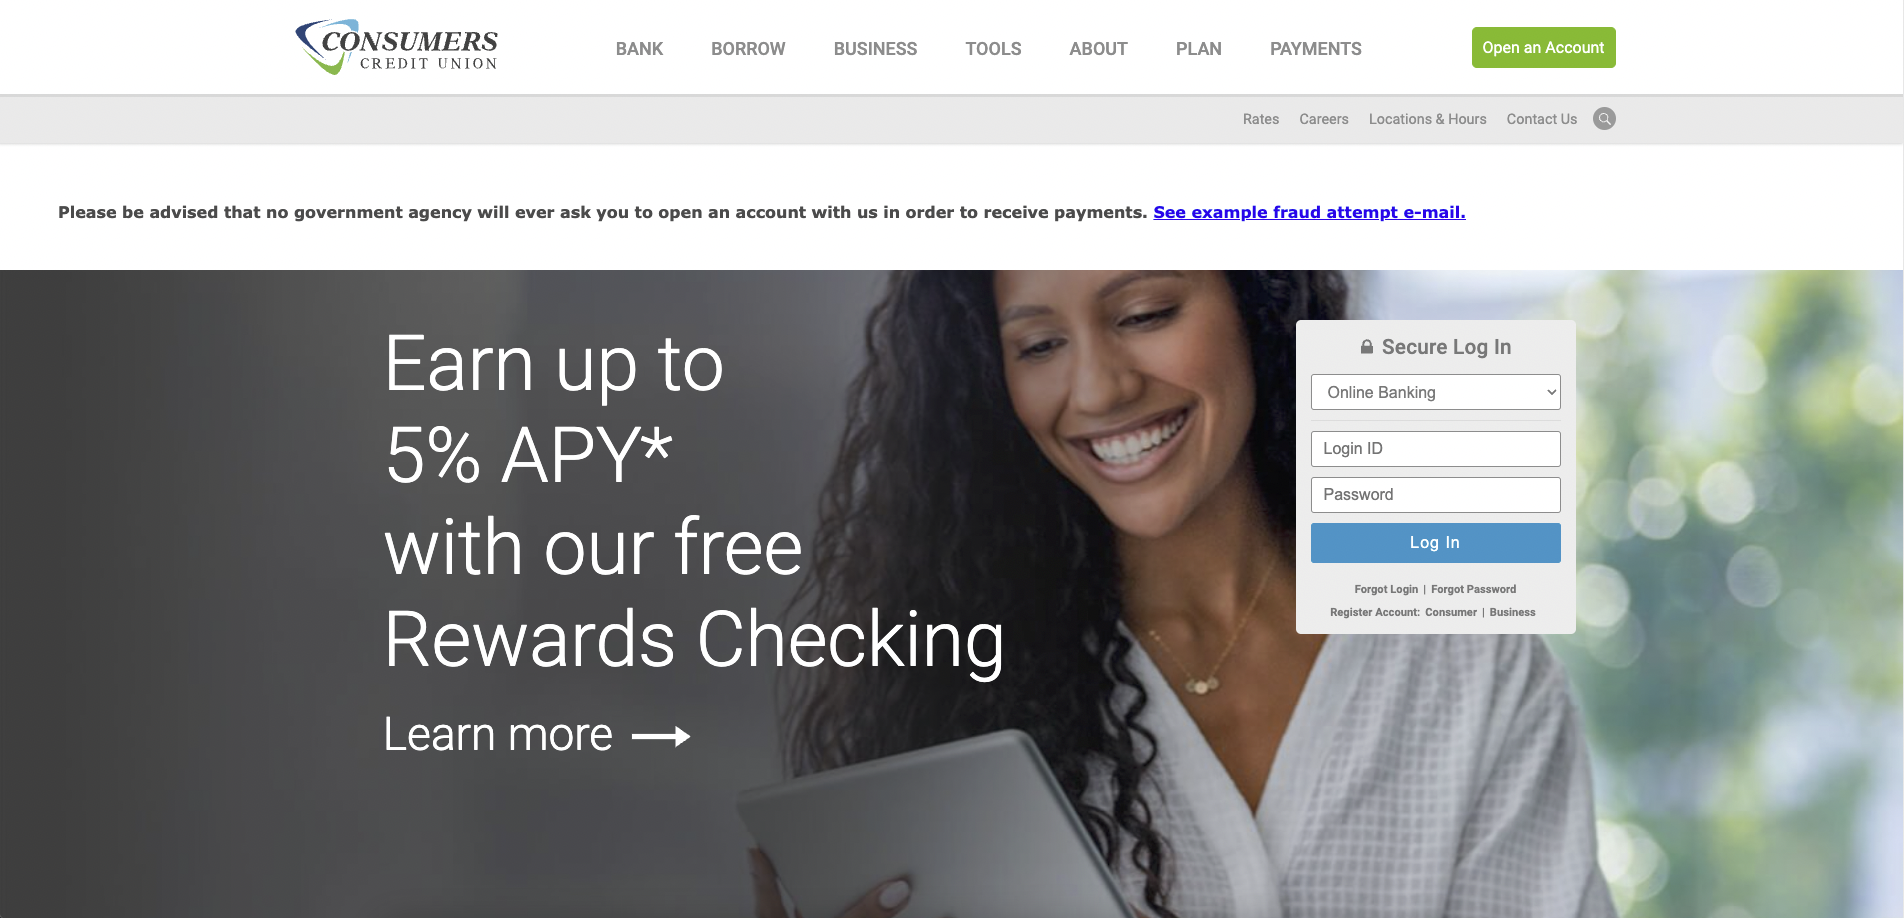 CONSUMERS
CREDIT UNION
BANK BORROW BUSINESS TOOLS ABOUT PLAN PAYMENTS
Open an Account
Rates Careers Locations & Hours Contact Us
Please be advised that no government agency will ever ask you to open an account with us in order to receive payments. See example fraud attempt e-mail.
Earn up to
5% APY*
with our free
Rewards Checking
Learn more
Secure Log In
Online Banking
Login ID
Password
Log In
Forgot Login | Forgot Password
Register Account: Consumer | Business